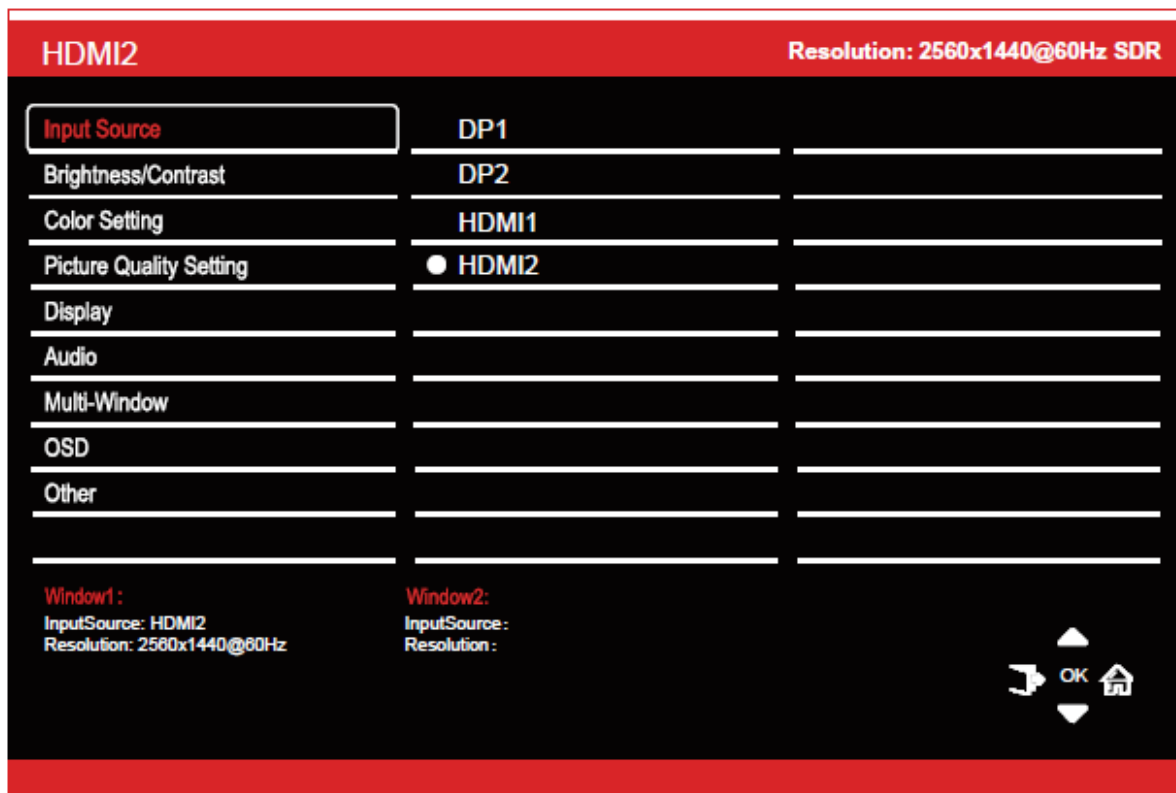 HDMI2
Resolution: 2560x1440@60Hz SDR
Input Source
DP1
Brightness/Contrast
DP2
Color Setting
HDMI1
Picture Quality Setting
HDMI2
Display
Audio
Multi-Window
OSD
Other
Window1:
InputSource: HDMI2
Resolution: 2560x1440@60Hz
Window2:
InputSource:
Resolution:
OK